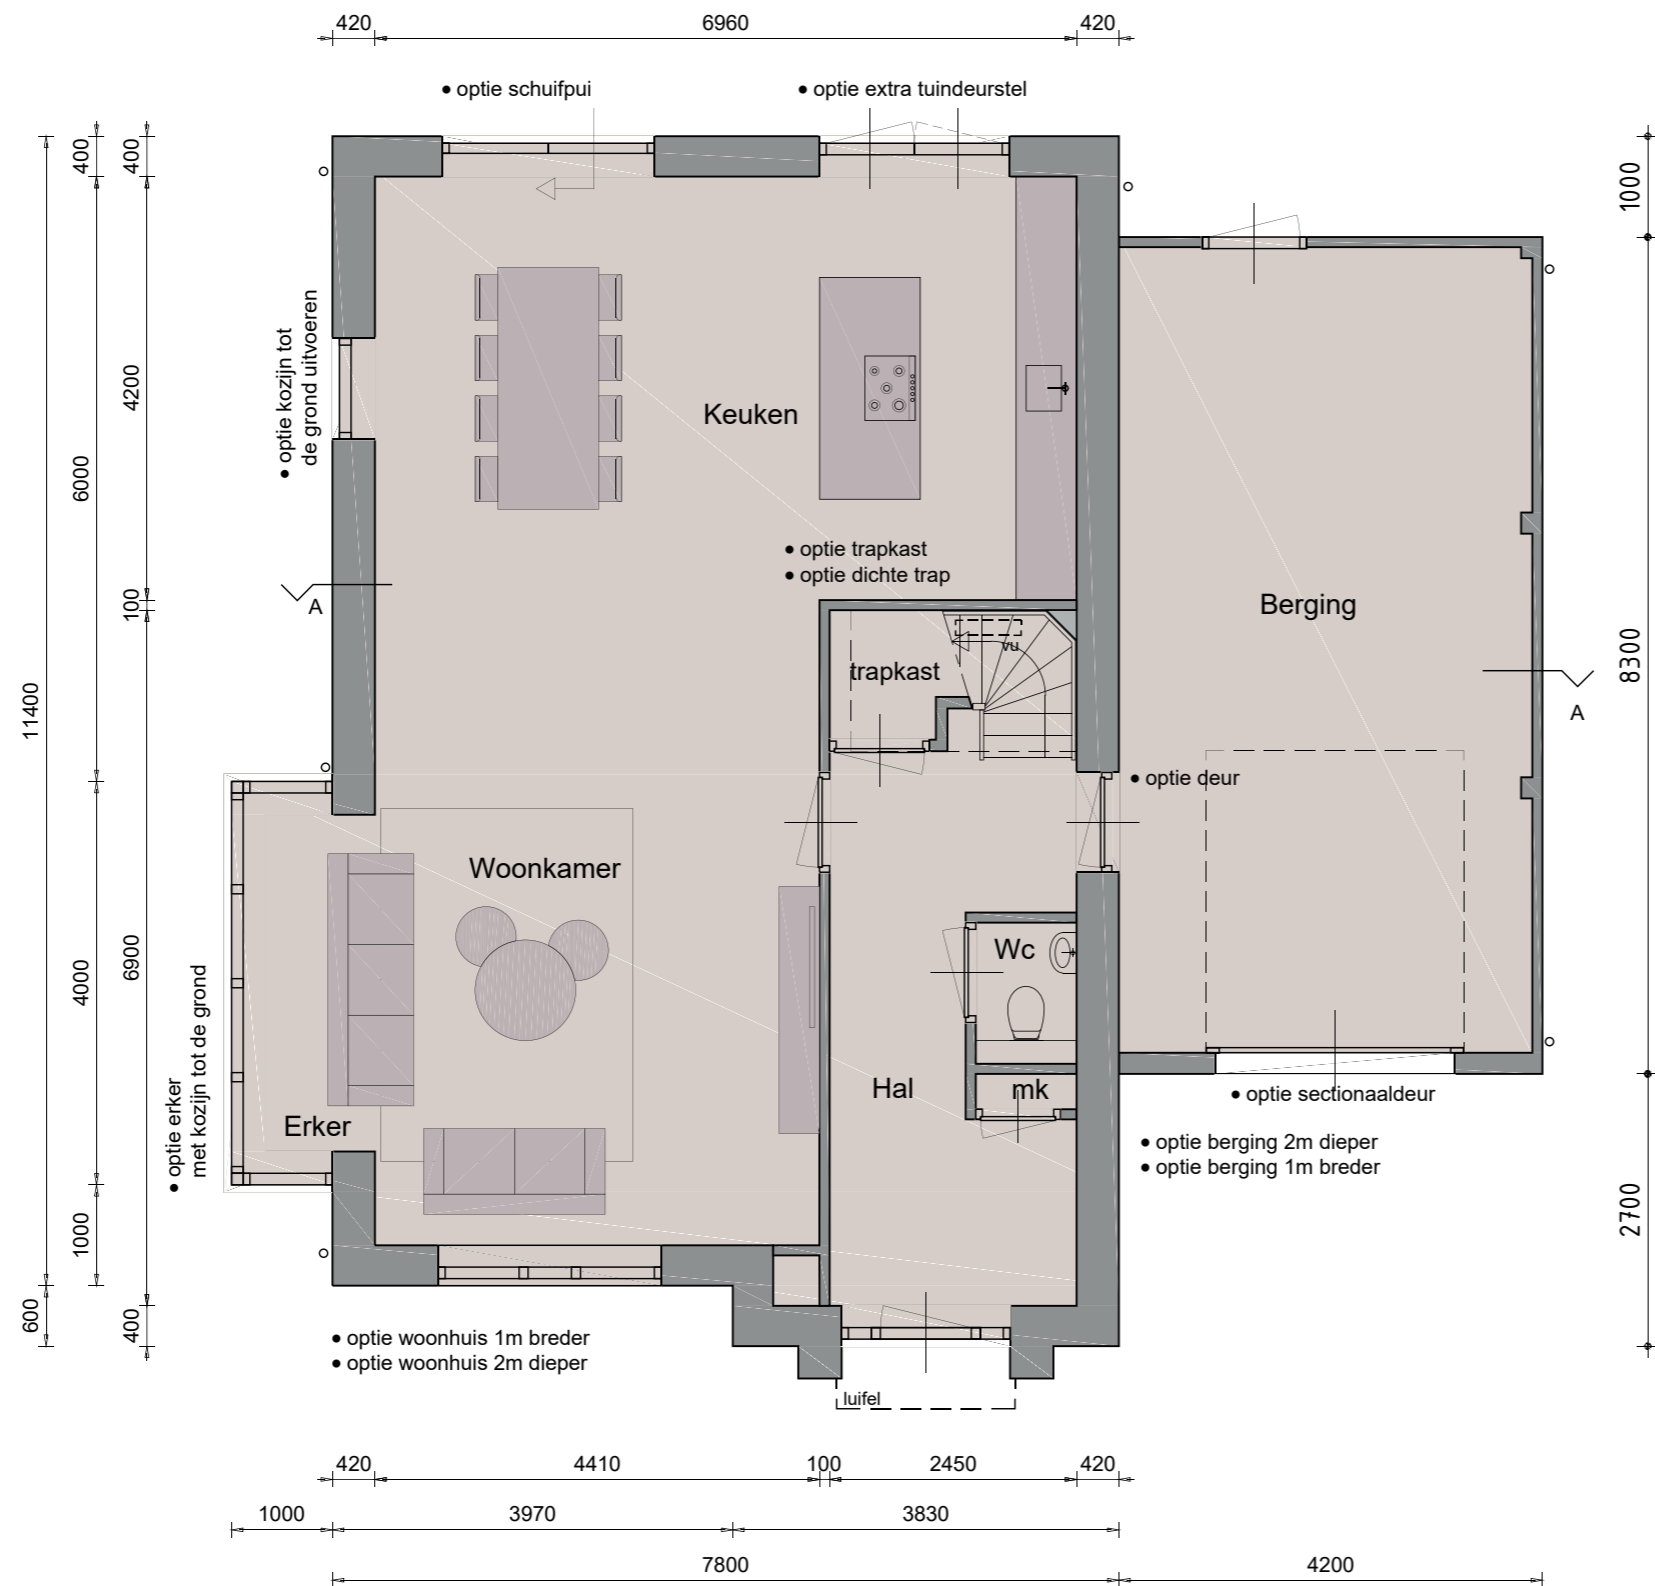 420
6960
420
• optie schuifpui
• optie extra tuindeurstel
400
400
1000
• optie kozijn tot
de grond uitvoeren
4200
Keuken
6000
• optie trapkast
• optie dichte trap
100
A
Berging
vu
trapkast
8300
11400
A
• optie deur
Woonkamer
6900
4000
Wc
• optie erker
met kozijn tot de grond
Hal
mk
Erker
• optie sectionaaldeur
• optie berging 2m dieper
• optie berging 1m breder
1000
2700
600
400
• optie woonhuis 1m breder
• optie woonhuis 2m dieper
luifel
420
4410
100
2450
420
1000
3970
3830
7800
4200